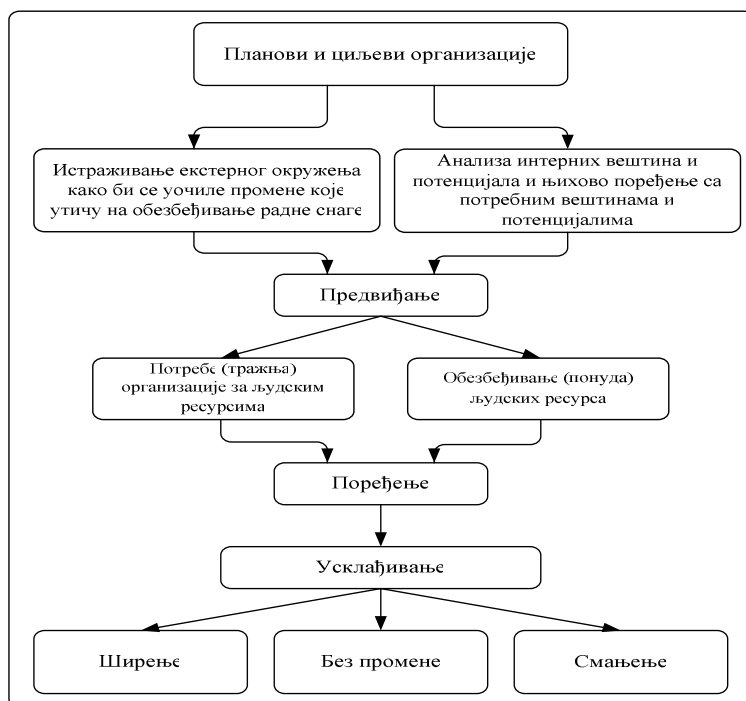 Планови и циљеви организације
Истраживање екстерног окружења
како би се уочиле промене које
утичу на обезбеђивање радне снаге
Анализа интерних вештина и
потенцијала и њихово поређење са
потребним вештинама и
потенцијалима
Предвиђање
Потребе (тражња)
организације за људским
ресурсима
Обезбеђивање (понуда)
људских ресурса
Поређење
Усклађивање
Ширење
Без промене
Смањење